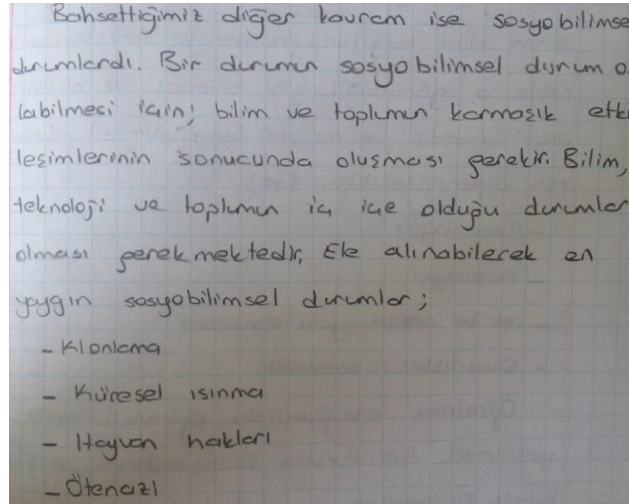 Bahsettiğimiz diğer kavram ise sosyobilimse
durumlardı. Bir durumun sosyobilimsel durum o
labilmesi için; bilim ve toplumun karmaşık etki
leşimlerinin sonucunda oluşması gerekir. Bilim,
teknoloji ve toplumun iç içe olduğu durumlar
olması gerekmektedir, Ele alınabilecek en
yaygın sosyobilimsel durumlar;
- Klonlama
- Küresel ısınma
- Hayvan hakları
- Ötenazi